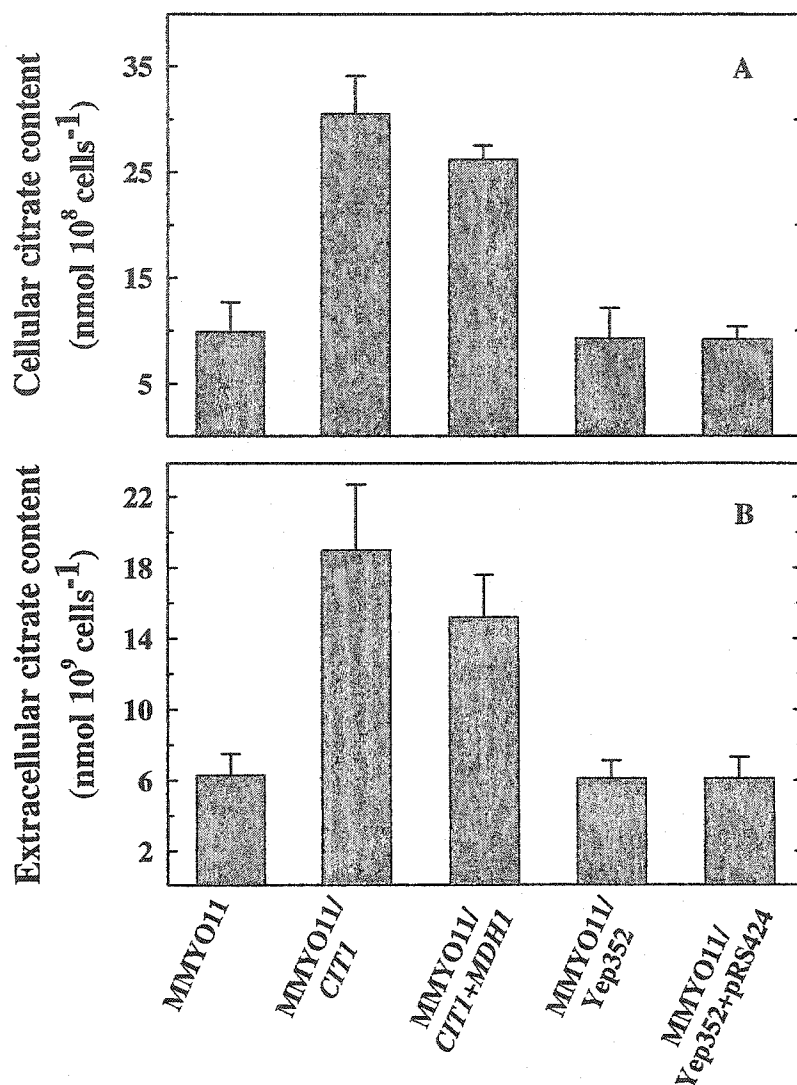 Cellular citrate content
(nmol 10⁸ cells⁻¹)
35
25
15
5
A
Extracellular citrate content
(nmol 10⁹ cells⁻¹)
22
18
14
10
6
2
B
MMYO11
MMYO11/
CIT1
MMYO11/
CIT1+MDH1
MMYO11/
Yep352
MMYO11/
Yep352+pRS424